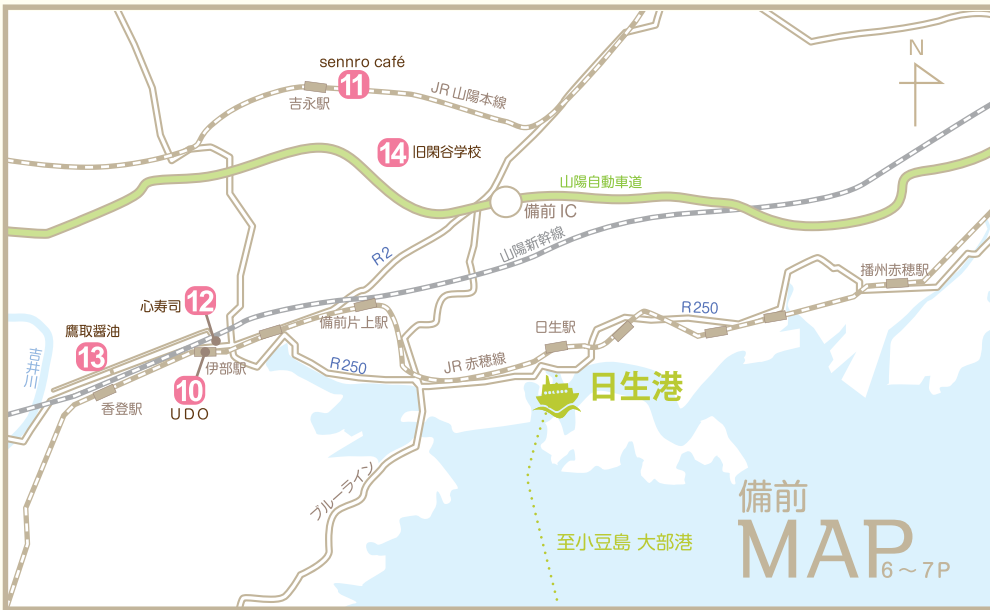 N
sennro café
11
吉永駅
JR山陽本線
14 旧閑谷学校
山陽自動車道
備前 IC
R2
山陽新幹線
播州赤穂駅
心寿司 12
鷹取醤油
13
吉井川
備前片上駅
日生駅
R250
伊部駅
R250
JR赤穂線
10
UDO
香登駅
日生港
ブルーライン
至小豆島 大部港
備前
MAP
6~7P